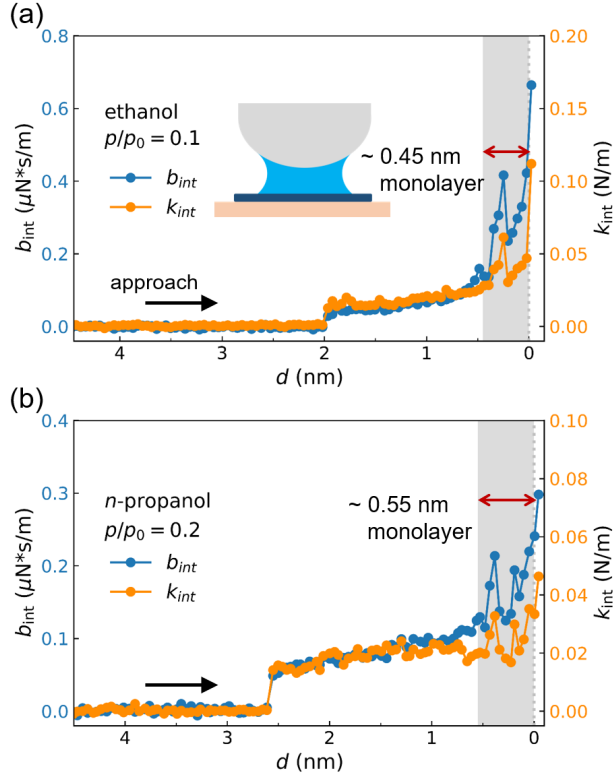 (a)
0.8
0.6
0.4
0.2
0.0
b_int (μN*s/m)
ethanol
p/p₀ = 0.1
b_int
k_int
approach
~ 0.45 nm
monolayer
0.20
0.15
0.10
0.05
0.00
k_int (N/m)
4 3 2 1 0
d (nm)
(b)
0.4
0.3
0.2
0.1
0.0
b_int (μN*s/m)
n-propanol
p/p₀ = 0.2
b_int
k_int
~ 0.55 nm
monolayer
0.10
0.08
0.06
0.04
0.02
0.00
k_int (N/m)
4 3 2 1 0
d (nm)